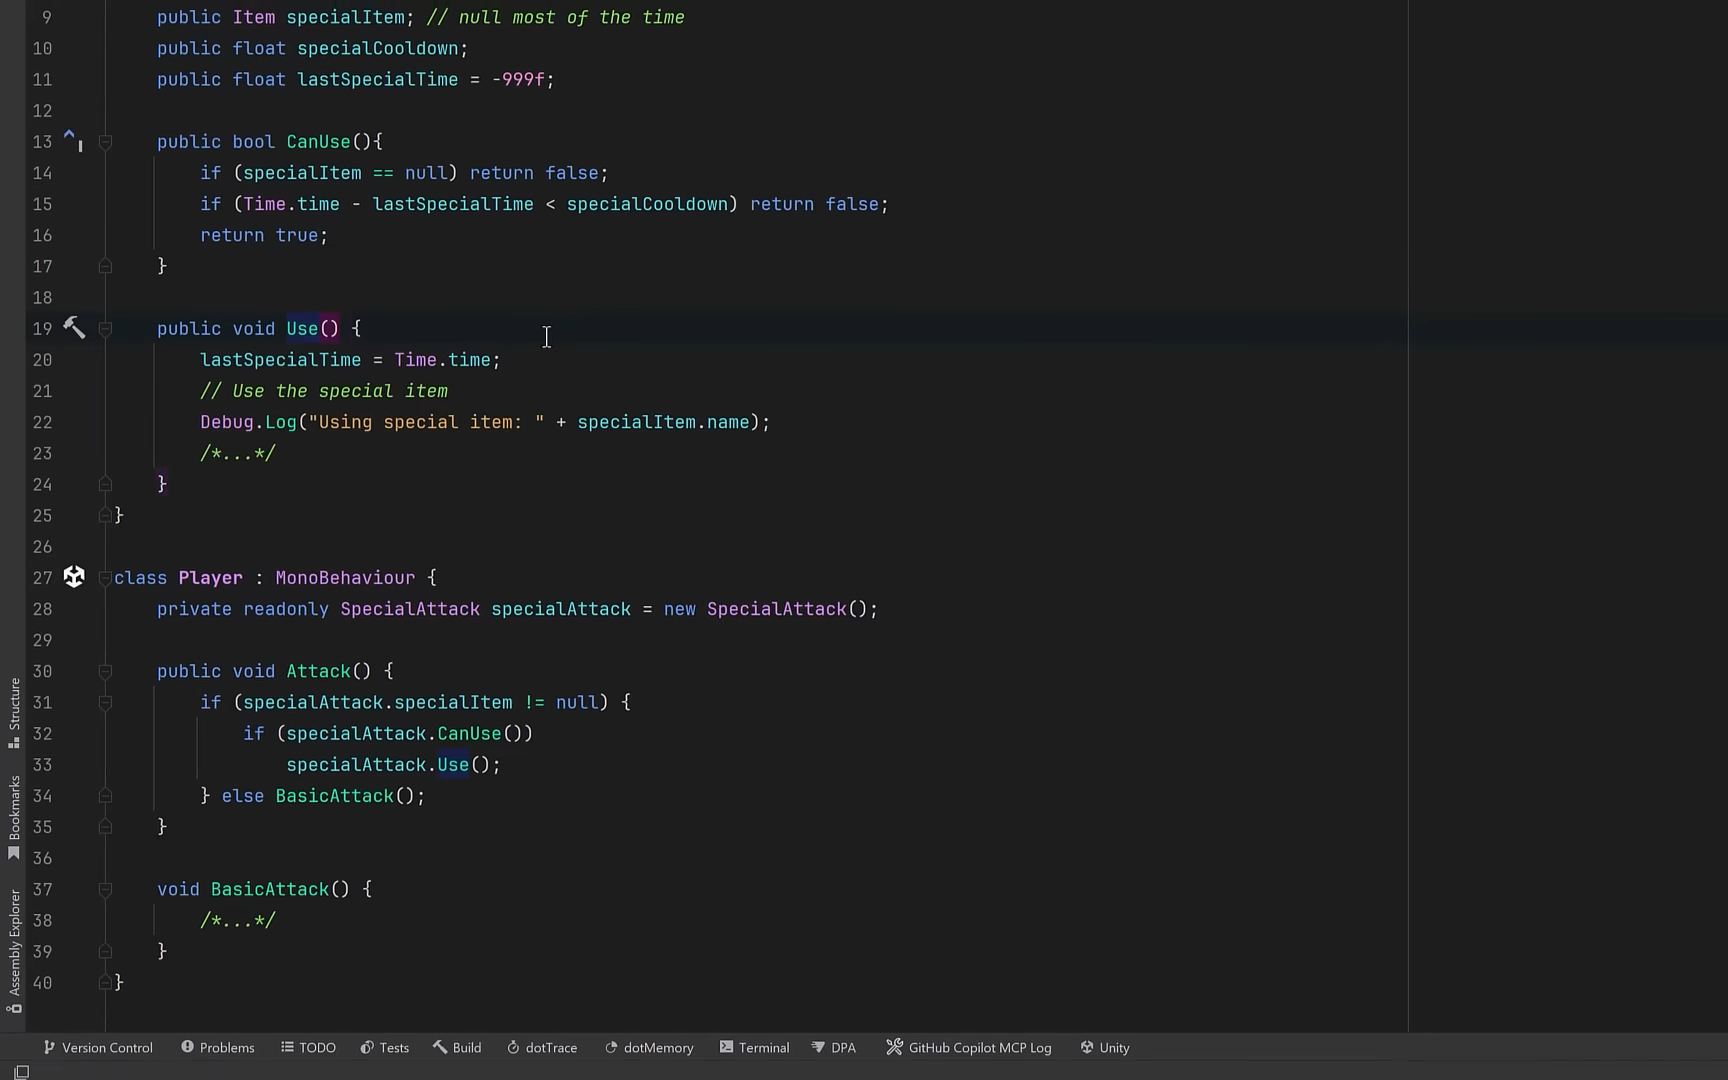 9 public Item specialItem; // null most of the time
10 public float specialCooldown;
11 public float lastSpecialTime = -999f;
12
13 public bool CanUse(){
14 if (specialItem == null) return false;
15 if (Time.time - lastSpecialTime < specialCooldown) return false;
16 return true;
17 }
18
19 public void Use() {
20 lastSpecialTime = Time.time;
21 // Use the special item
22 Debug.Log("Using special item: " + specialItem.name);
23 /*...*/
24 }
25 }
26
27 class Player : MonoBehaviour {
28 private readonly SpecialAttack specialAttack = new SpecialAttack();
29
30 public void Attack() {
31 if (specialAttack.specialItem != null) {
32 if (specialAttack.CanUse())
33 specialAttack.Use();
34 } else BasicAttack();
35 }
36
37 void BasicAttack() {
38 /*...*/
39 }
40 }
Structure
Bookmarks
Assembly Explorer
Version Control Problems TODO Tests Build dotTrace dotMemory Terminal DPA GitHub Copilot MCP Log Unity